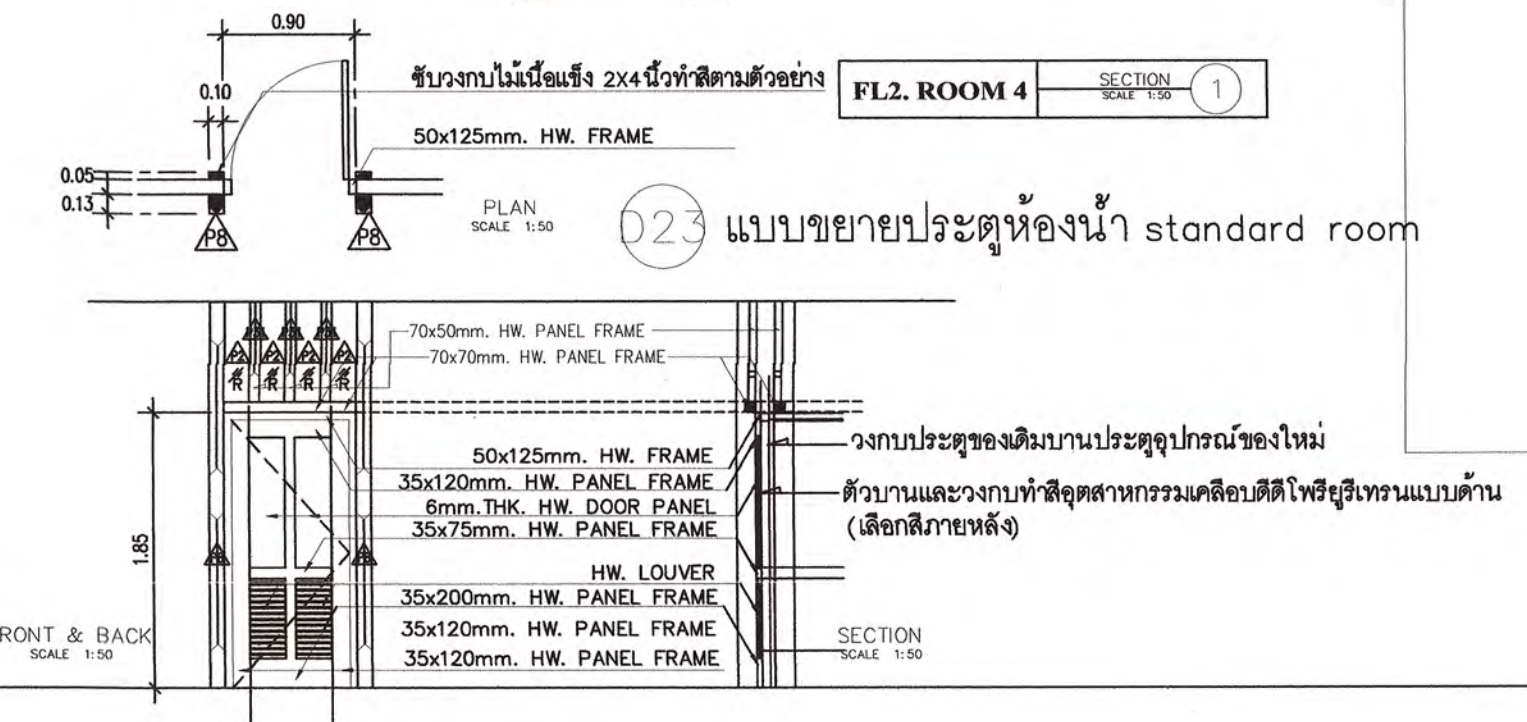 0.90
0.10
ซับวงกบไม้เนื้อแข็ง 2X4 นิ้วทำสีตามตัวอย่าง
50x125mm. HW. FRAME
0.05
0.13
P8
P8
PLAN
SCALE 1:50
FL2. ROOM 4
SECTION
SCALE 1:50
1
D23
แบบขยายประตูห้องน้ำ standard room
70x50mm. HW. PANEL FRAME
70x70mm. HW. PANEL FRAME
P2 P2 P2 P2
R R R R
50x125mm. HW. FRAME
35x120mm. HW. PANEL FRAME
6mm.THK. HW. DOOR PANEL
35x75mm. HW. PANEL FRAME
HW. LOUVER
35x200mm. HW. PANEL FRAME
35x120mm. HW. PANEL FRAME
35x120mm. HW. PANEL FRAME
1.85
วงกบประตูของเดิมบานประตูอุปกรณ์ของใหม่
ตัวบานและวงกบทำสีอุตสาหกรรมเคลือบดีดีโพรียูรีเทรนแบบด้าน
(เลือกสีภายหลัง)
RONT & BACK
SCALE 1:50
SECTION
SCALE 1:50